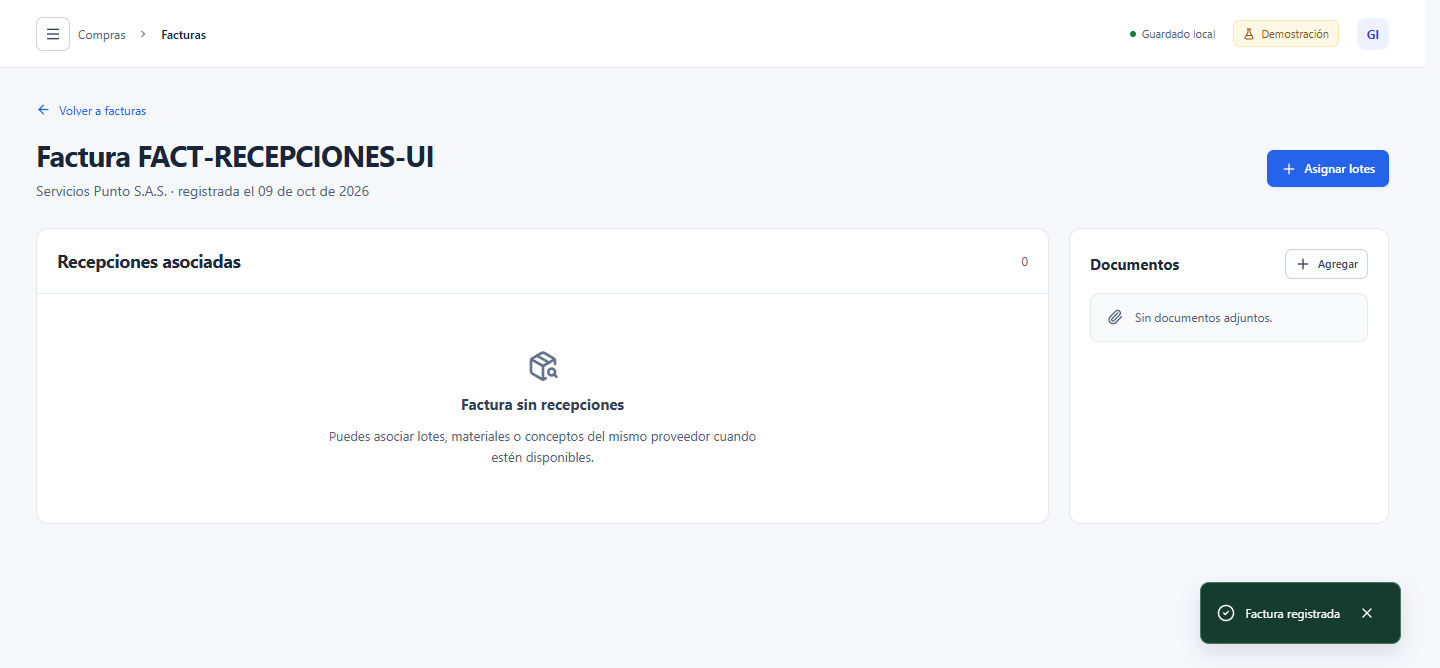 Compras > Facturas
Guardado local
Demostración
GI
Volver a facturas
Factura FACT-RECEPCIONES-UI
Servicios Punto S.A.S. · registrada el 09 de oct de 2026
Asignar lotes
Recepciones asociadas
0
Factura sin recepciones
Puedes asociar lotes, materiales o conceptos del mismo proveedor cuando
estén disponibles.
Documentos
Agregar
Sin documentos adjuntos.
Factura registrada